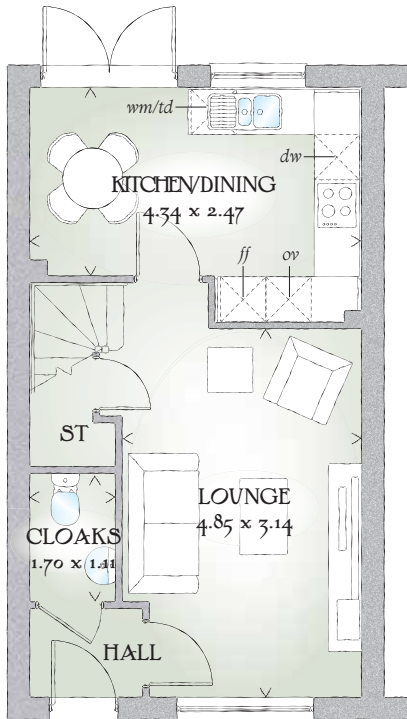 wm/td
dw
KITCHEN/DINING
4.34 x 2.47
ff
ov
ST
LOUNGE
4.85 x 3.14
CLOAKS
1.70 x 1.41
HALL